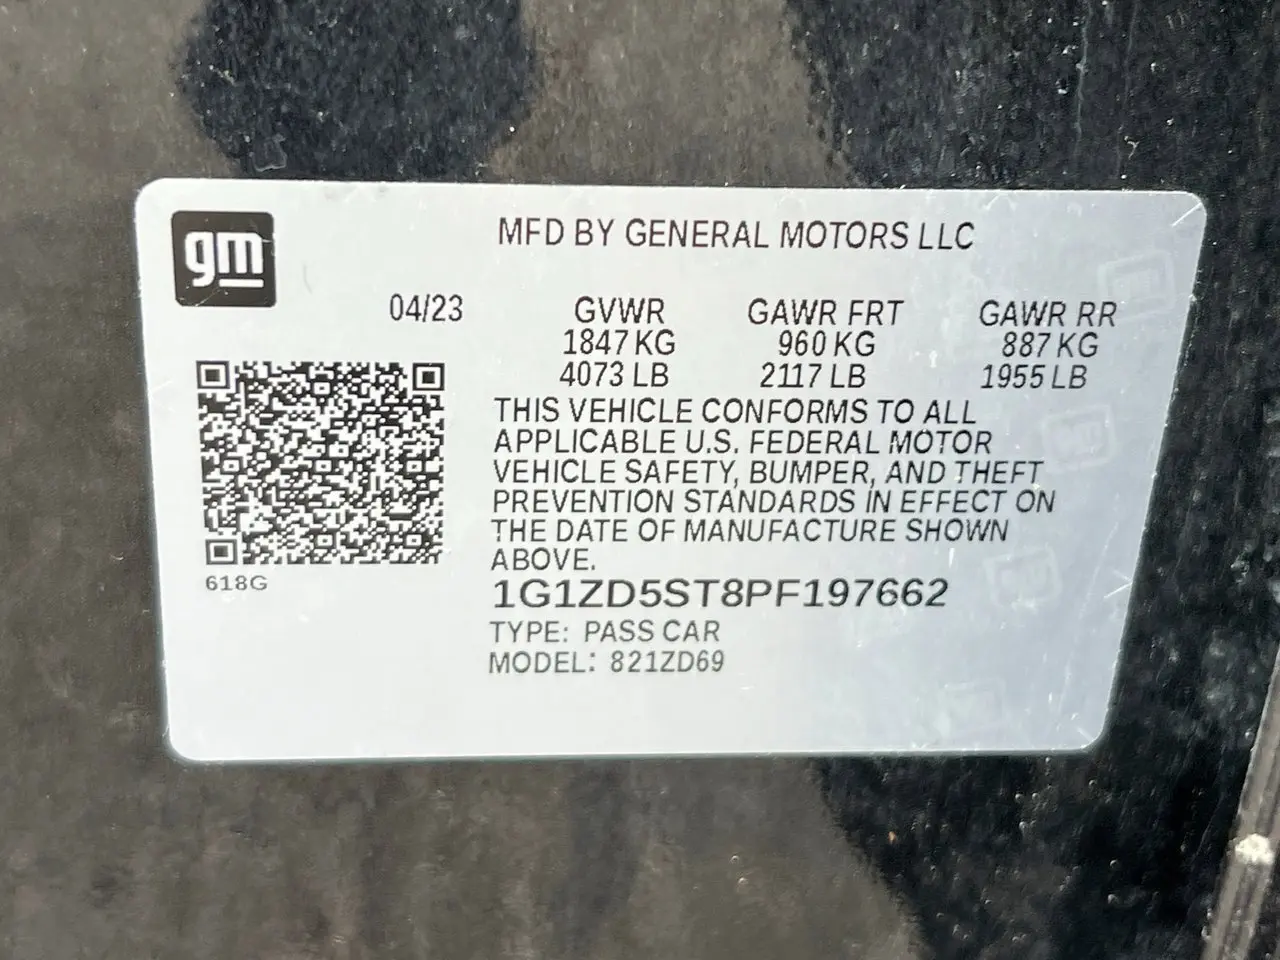 gm
MFD BY GENERAL MOTORS LLC
04/23 GVWR GAWR FRT GAWR RR
1847 KG 960 KG 887 KG
4073 LB 2117 LB 1955 LB
THIS VEHICLE CONFORMS TO ALL
APPLICABLE U.S. FEDERAL MOTOR
VEHICLE SAFETY, BUMPER, AND THEFT
PREVENTION STANDARDS IN EFFECT ON
THE DATE OF MANUFACTURE SHOWN
ABOVE.
618G
1G1ZD5ST8PF197662
TYPE: PASS CAR
MODEL: 821ZD69